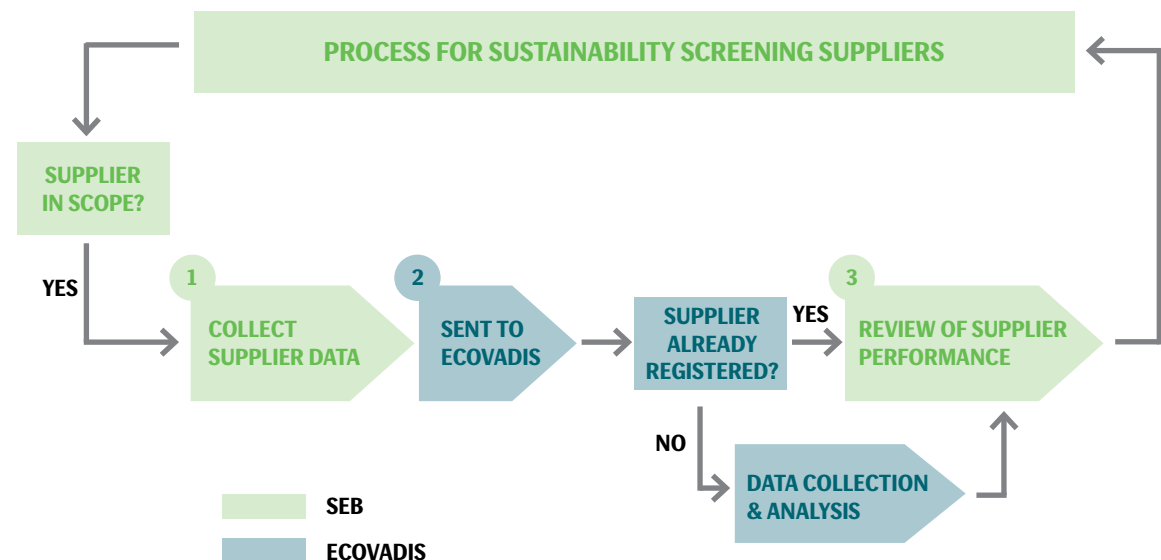 PROCESS FOR SUSTAINABILITY SCREENING SUPPLIERS
SUPPLIER
IN SCOPE?
YES
1
COLLECT
SUPPLIER DATA
2
SENT TO
ECOVADIS
SUPPLIER
ALREADY
REGISTERED?
YES
3
REVIEW OF SUPPLIER
PERFORMANCE
NO
DATA COLLECTION
& ANALYSIS
SEB
ECOVADIS